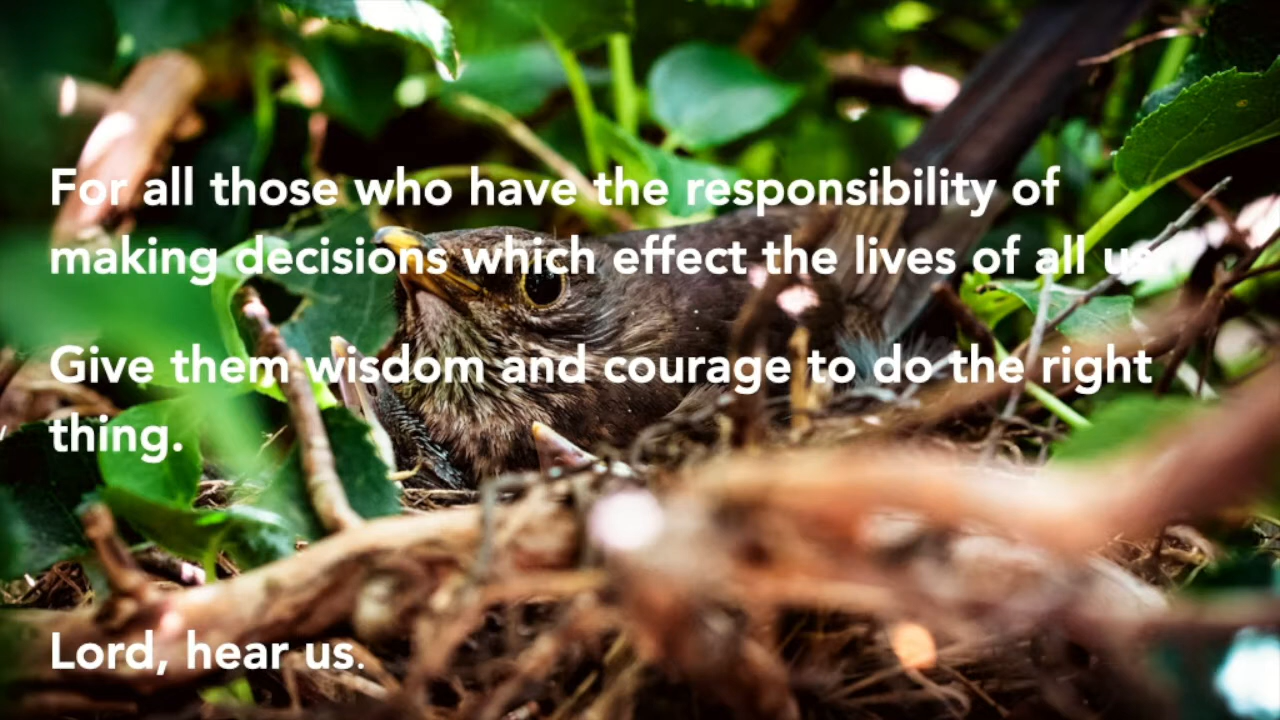 For all those who have the responsibility of
making decisions which effect the lives of all us.
Give them wisdom and courage to do the right
thing.
Lord, hear us.